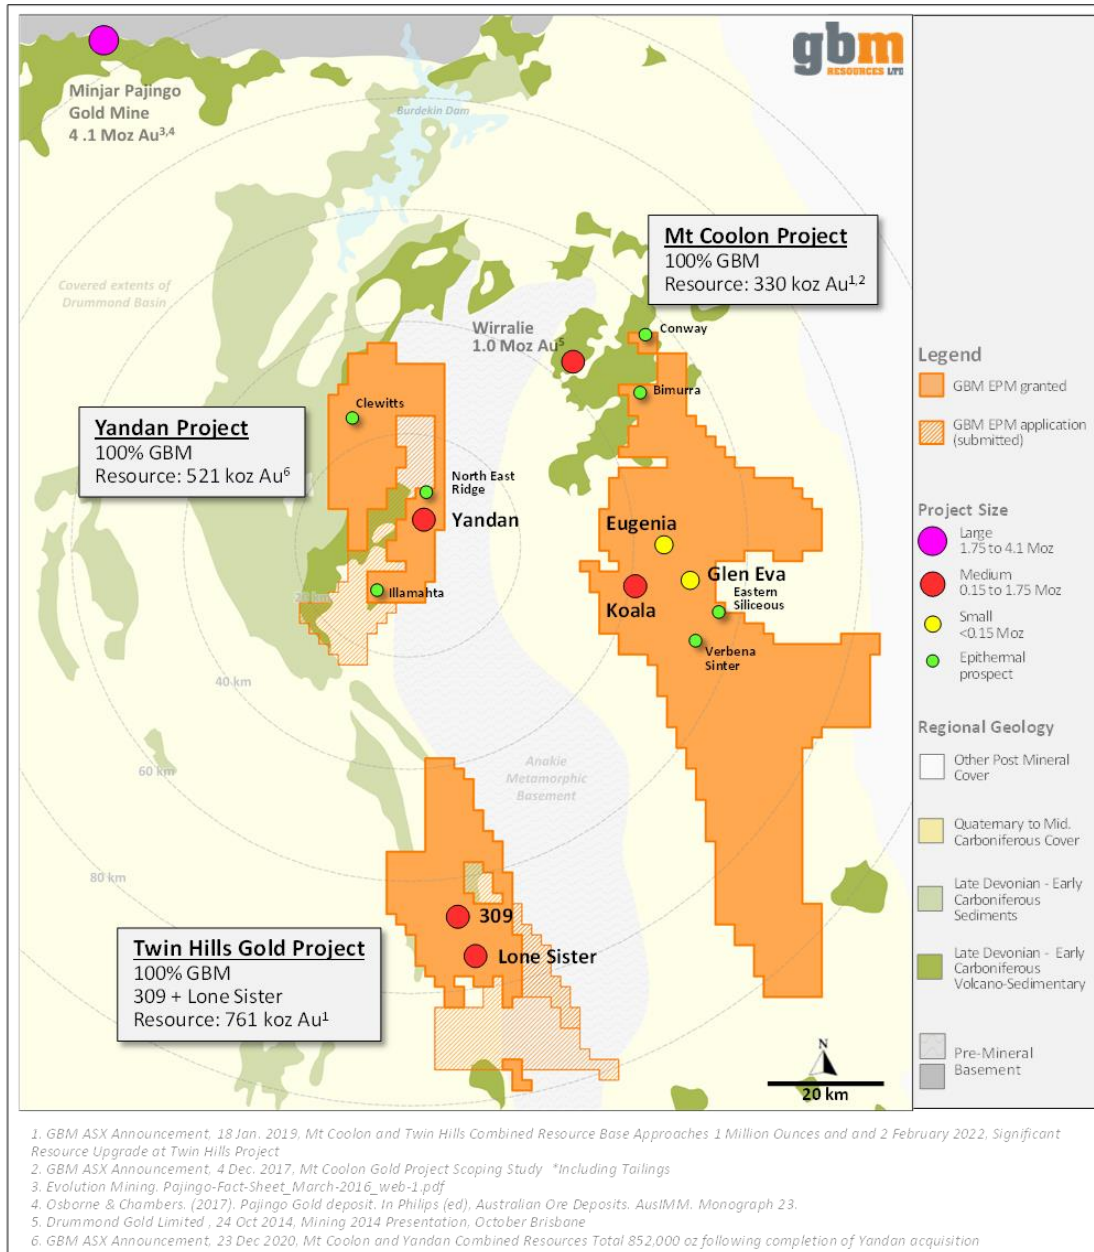 gbm
RESOURCES LTD
Minjar Pajingo
Gold Mine
4 .1 Moz Au3,4
Burdekin Dam
Covered extents of
Drummond Basin
Mt Coolon Project
100% GBM
Resource: 330 koz Au1,2
Wirralie
1.0 Moz Au5
Conway
Bimurra
Clewitts
Yandan Project
100% GBM
Resource: 521 koz Au6
North East
Ridge
Yandan
Illamahta
20 km
Eugenia
Glen Eva
Eastern
Siliceous
Koala
Verbena
Sinter
40 km
60 km
80 km
Anakie
Metamorphic
Basement
309
Lone Sister
Twin Hills Gold Project
100% GBM
309 + Lone Sister
Resource: 761 koz Au1
N
20 km
Legend
GBM EPM granted
GBM EPM application
(submitted)
Project Size
Large
1.75 to 4.1 Moz
Medium
0.15 to 1.75 Moz
Small
<0.15 Moz
Epithermal
prospect
Regional Geology
Other Post Mineral
Cover
Quaternary to Mid.
Carboniferous Cover
Late Devonian - Early
Carboniferous
Sediments
Late Devonian - Early
Carboniferous
Volcano-Sedimentary
Pre-Mineral
Basement
1. GBM ASX Announcement, 18 Jan. 2019, Mt Coolon and Twin Hills Combined Resource Base Approaches 1 Million Ounces and and 2 February 2022, Significant
Resource Upgrade at Twin Hills Project
2. GBM ASX Announcement, 4 Dec. 2017, Mt Coolon Gold Project Scoping Study *Including Tailings
3. Evolution Mining. Pajingo-Fact-Sheet_March-2016_web-1.pdf
4. Osborne & Chambers. (2017). Pajingo Gold deposit. In Philips (ed), Australian Ore Deposits. AusIMM. Monograph 23.
5. Drummond Gold Limited , 24 Oct 2014, Mining 2014 Presentation, October Brisbane
6. GBM ASX Announcement, 23 Dec 2020, Mt Coolon and Yandan Combined Resources Total 852,000 oz following completion of Yandan acquisition